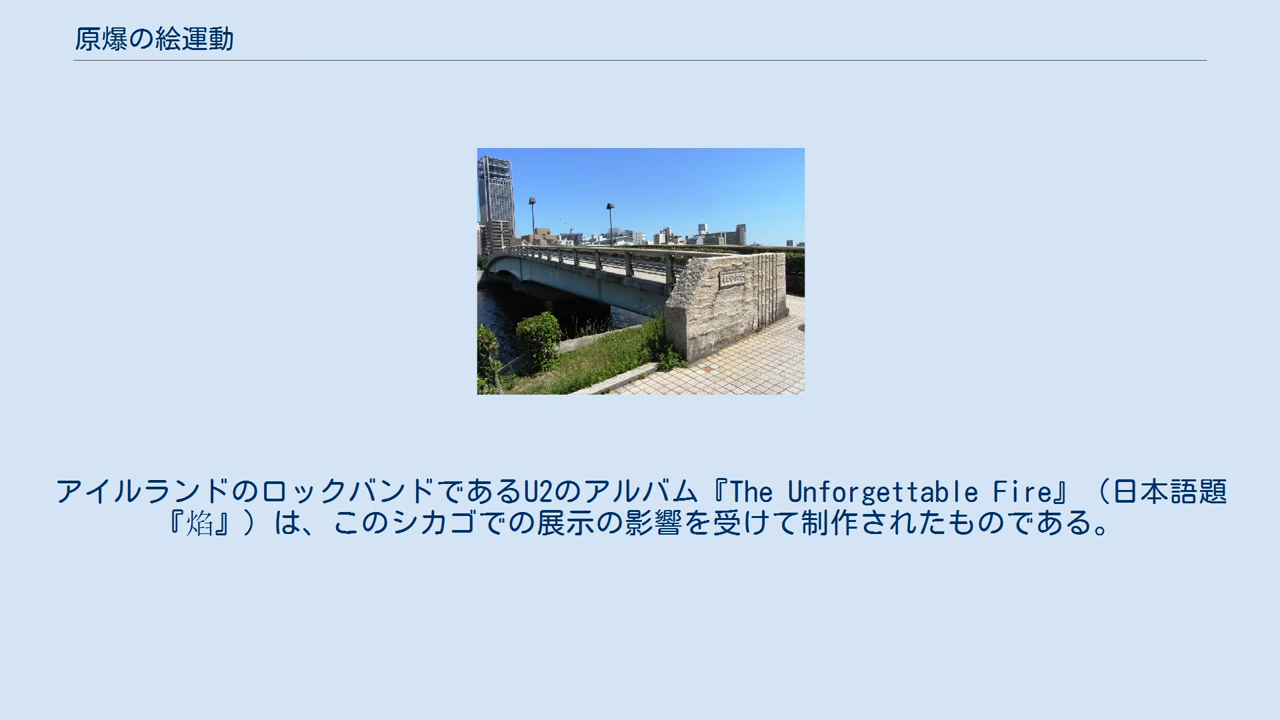 原爆の絵運動
アイルランドのロックバンドであるU2のアルバム『The Unforgettable Fire』（日本語題
『焰』）は、このシカゴでの展示の影響を受けて制作されたものである。